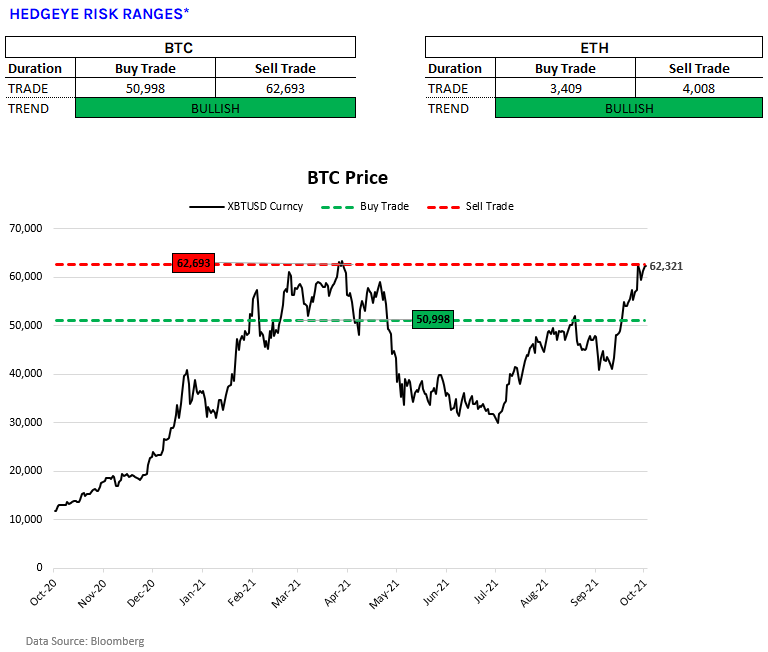 HEDGEYE RISK RANGES*
BTC
Duration Buy Trade Sell Trade
TRADE 50,998 62,693
TREND BULLISH
ETH
Duration Buy Trade Sell Trade
TRADE 3,409 4,008
TREND BULLISH
BTC Price
XBTUSD Curncy Buy Trade Sell Trade
70,000
60,000
50,000
40,000
30,000
20,000
10,000
0
62,693
62,321
50,998
Oct-20 Nov-20 Dec-20 Jan-21 Feb-21 Mar-21 Apr-21 May-21 Jun-21 Jul-21 Aug-21 Sep-21 Oct-21
Data Source: Bloomberg